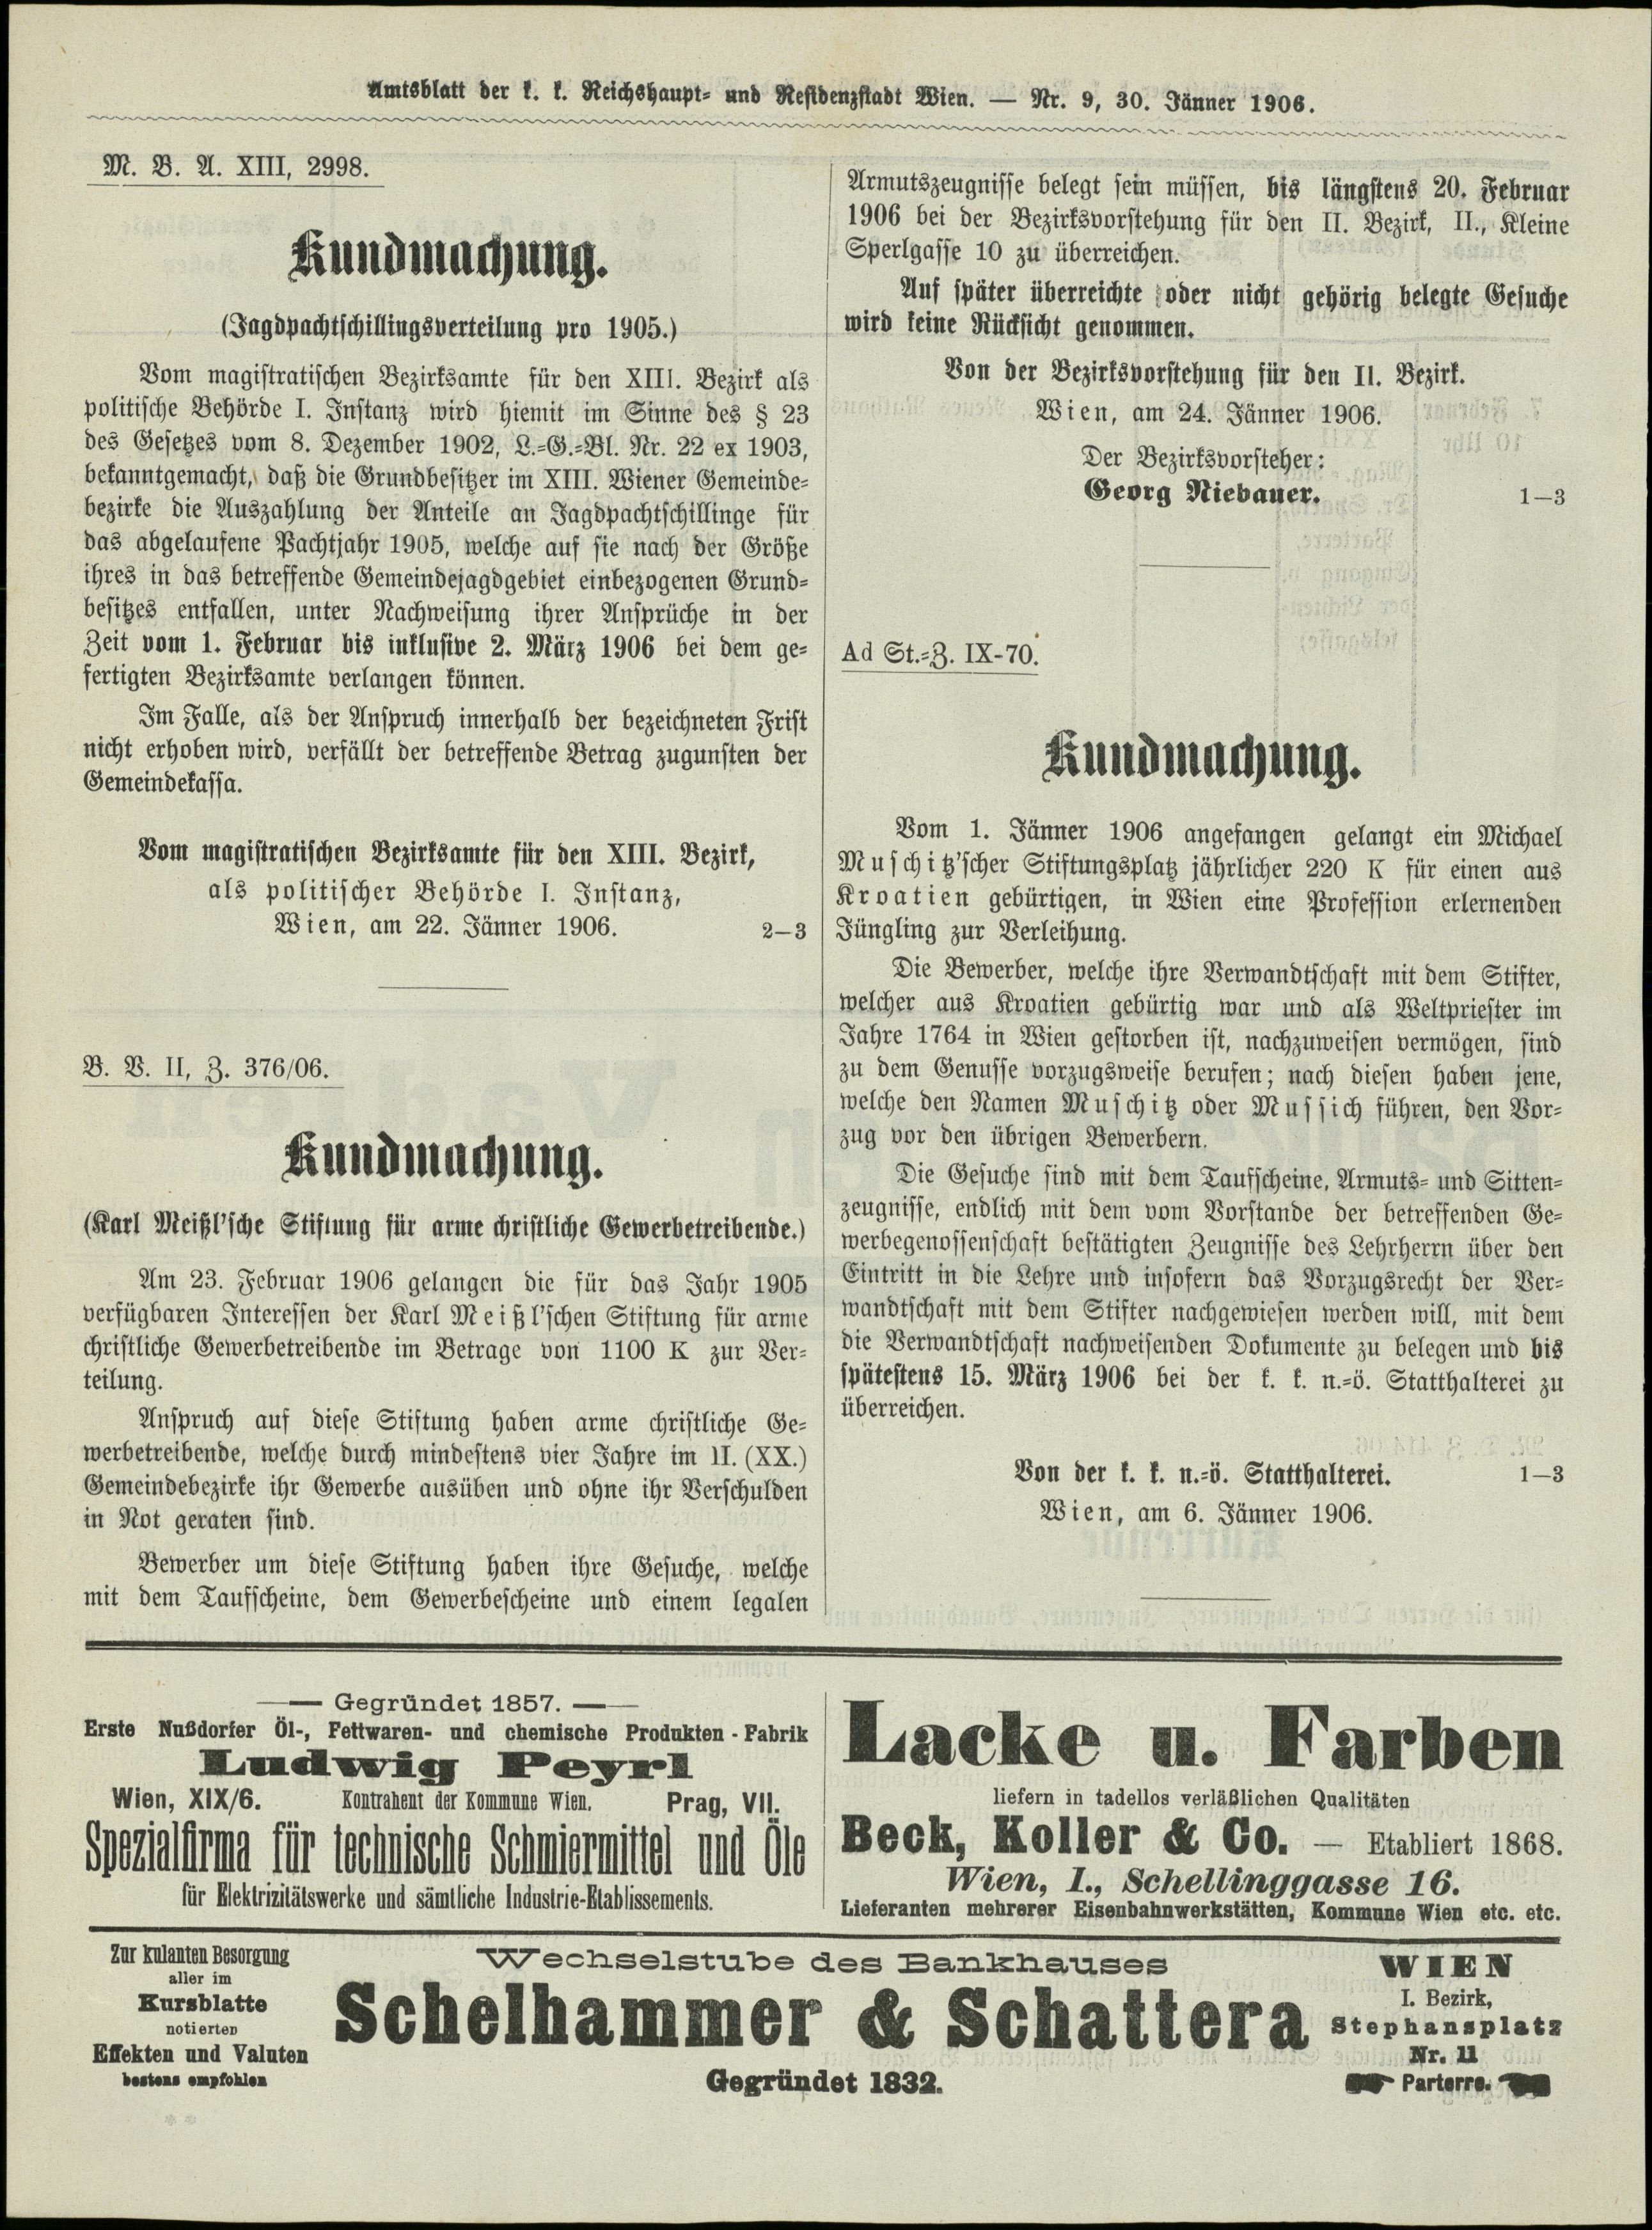 Amtsblatt der k. k. Reichshaupt- und Residenzstadt Wien. — Nr. 9, 30. Jänner 1906.
M. B. A. XIII, 2998.
Kundmachung.
(Jagdpachtschillingsverteilung pro 1905.)
Vom magistratischen Bezirksamte für den XIII. Bezirk als
politische Behörde I. Instanz wird hiemit im Sinne des § 23
des Gesetzes vom 8. Dezember 1902, L.-G.-Bl. Nr. 22 ex 1903,
bekanntgemacht, daß die Grundbesitzer im XIII. Wiener Gemeinde-
bezirke die Auszahlung der Anteile an Jagdpachtschillinge für
das abgelaufene Pachtjahr 1905, welche auf sie nach der Größe
ihres in das betreffende Gemeindejagdgebiet einbezogenen Grund-
besitzes entfallen, unter Nachweisung ihrer Ansprüche in der
Zeit vom 1. Februar bis inklusive 2. März 1906 bei dem ge-
fertigten Bezirksamte verlangen können.
Im Falle, als der Anspruch innerhalb der bezeichneten Frist
nicht erhoben wird, verfällt der betreffende Betrag zugunsten der
Gemeindekassa.
Vom magistratischen Bezirksamte für den XIII. Bezirk,
als politischer Behörde I. Instanz,
Wien, am 22. Jänner 1906. 2—3
B. V. II, Z. 376/06.
Kundmachung.
(Karl Meißl'sche Stiftung für arme christliche Gewerbetreibende.)
Am 23. Februar 1906 gelangen die für das Jahr 1905
verfügbaren Interessen der Karl Meißl'schen Stiftung für arme
christliche Gewerbetreibende im Betrage von 1100 K zur Ver-
teilung.
Anspruch auf diese Stiftung haben arme christliche Ge-
werbetreibende, welche durch mindestens vier Jahre im II. (XX.)
Gemeindebezirke ihr Gewerbe ausüben und ohne ihr Verschulden
in Not geraten sind.
Bewerber um diese Stiftung haben ihre Gesuche, welche
mit dem Taufscheine, dem Gewerbescheine und einem legalen
Armutszeugnisse belegt sein müssen, bis längstens 20. Februar
1906 bei der Bezirksvorstehung für den II. Bezirk, II., Kleine
Sperlgasse 10 zu überreichen.
Auf später überreichte oder nicht gehörig belegte Gesuche
wird keine Rücksicht genommen.
Von der Bezirksvorstehung für den II. Bezirk.
Wien, am 24. Jänner 1906.
Der Bezirksvorsteher:
Georg Niebauer. 1—3
Ad St.-Z. IX-70.
Kundmachung.
Vom 1. Jänner 1906 angefangen gelangt ein Michael
Muschitz'scher Stiftungsplatz jährlicher 220 K für einen aus
Kroatien gebürtigen, in Wien eine Profession erlernenden
Jüngling zur Verleihung.
Die Bewerber, welche ihre Verwandtschaft mit dem Stifter,
welcher aus Kroatien gebürtig war und als Weltpriester im
Jahre 1764 in Wien gestorben ist, nachzuweisen vermögen, sind
zu dem Genusse vorzugsweise berufen; nach diesen haben jene,
welche den Namen Muschitz oder Mussich führen, den Vor-
zug vor den übrigen Bewerbern.
Die Gesuche sind mit dem Taufscheine, Armuts- und Sitten-
zeugnisse, endlich mit dem vom Vorstande der betreffenden Ge-
werbegenossenschaft bestätigten Zeugnisse des Lehrherrn über den
Eintritt in die Lehre und insofern das Vorzugsrecht der Ver-
wandtschaft mit dem Stifter nachgewiesen werden will, mit dem
die Verwandtschaft nachweisenden Dokumente zu belegen und bis
spätestens 15. März 1906 bei der k. k. n.-ö. Statthalterei zu
überreichen.
Von der k. k. n.-ö. Statthalterei. 1—3
Wien, am 6. Jänner 1906.
Gegründet 1857.
Erste Nußdorfer Öl-, Fettwaren- und chemische Produkten-Fabrik
Ludwig Peyrl
Wien, XIX/6. Kontrahent der Kommune Wien. Prag, VII.
Spezialfirma für technische Schmiermittel und Öle
für Elektrizitätswerke und sämtliche Industrie-Etablissements.
Lacke u. Farben
liefern in tadellos verläßlichen Qualitäten
Beck, Koller & Co. — Etabliert 1868.
Wien, I., Schellinggasse 16.
Lieferanten mehrerer Eisenbahnwerkstätten, Kommune Wien etc. etc.
Zur kulanten Besorgung
aller im
Kursblatte
notierten
Effekten und Valuten
bestens empfohlen
Wechselstube des Bankhauses
Schelhammer & Schattera
Gegründet 1832.
WIEN
I. Bezirk,
Stephansplatz
Nr. 11
Parterre.